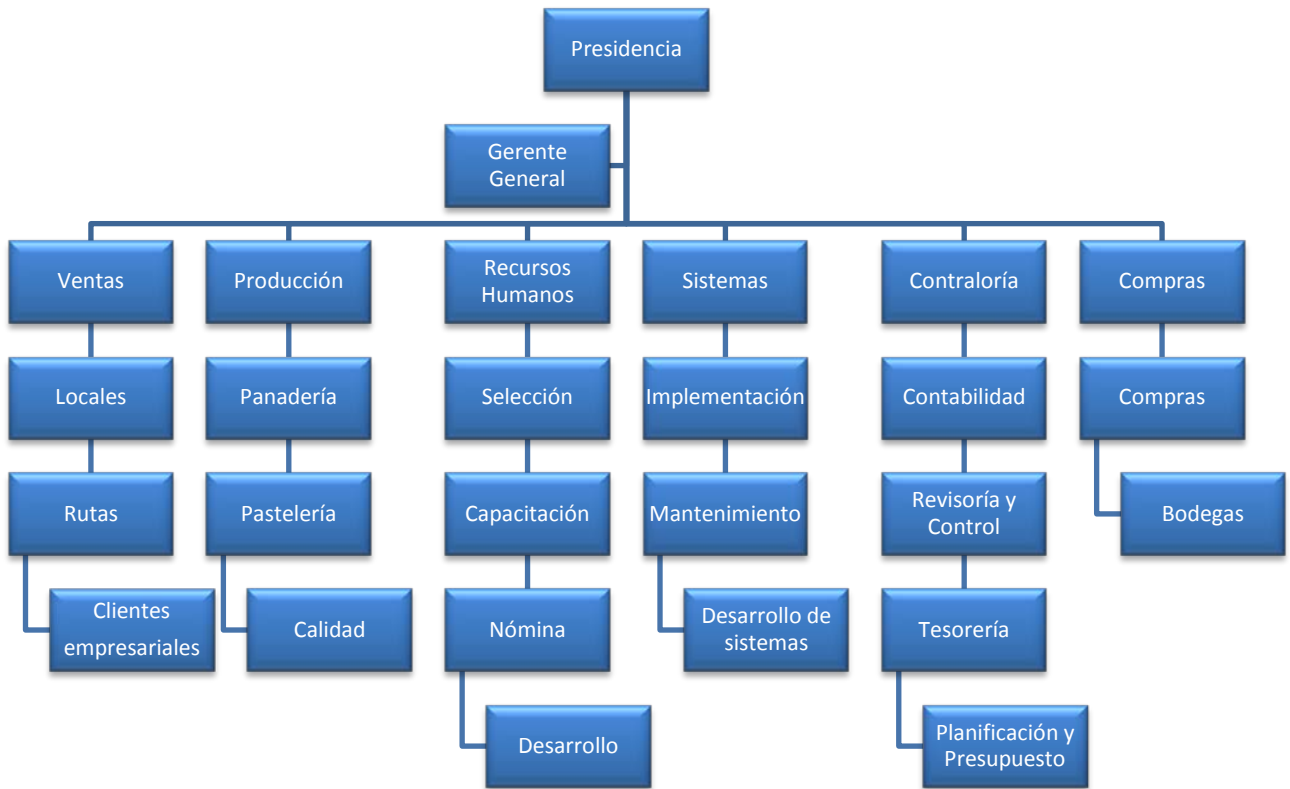 Presidencia
Gerente
General
Ventas
Producción
Recursos
Humanos
Sistemas
Contraloría
Compras
Locales
Panadería
Selección
Implementación
Contabilidad
Compras
Rutas
Pastelería
Capacitación
Mantenimiento
Revisoría y
Control
Bodegas
Clientes
empresariales
Calidad
Nómina
Desarrollo de
sistemas
Tesorería
Desarrollo
Planificación y
Presupuesto